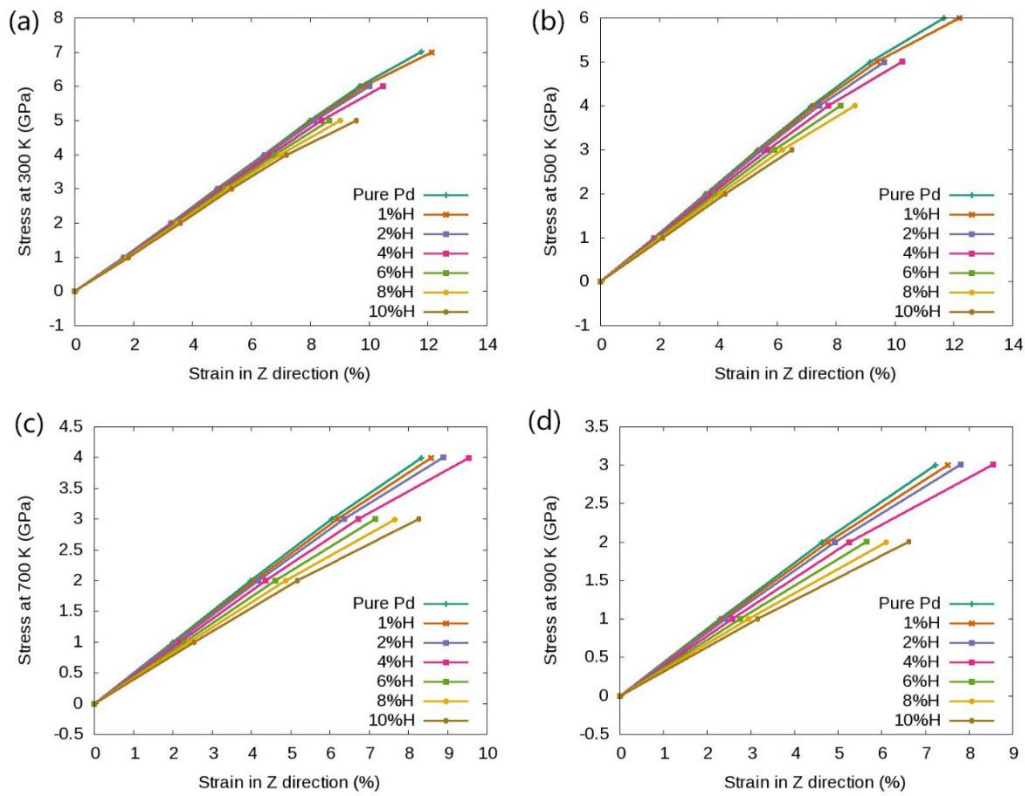 (a)
8
7
6
5
4
3
2
1
0
-1
Stress at 300 K (GPa)
Pure Pd
1%H
2%H
4%H
6%H
8%H
10%H
0 2 4 6 8 10 12 14
Strain in Z direction (%)
(b)
6
5
4
3
2
1
0
-1
Stress at 500 K (GPa)
Pure Pd
1%H
2%H
4%H
6%H
8%H
10%H
0 2 4 6 8 10 12 14
Strain in Z direction (%)
(c)
4.5
4
3.5
3
2.5
2
1.5
1
0.5
0
-0.5
Stress at 700 K (GPa)
Pure Pd
1%H
2%H
4%H
6%H
8%H
10%H
0 1 2 3 4 5 6 7 8 9 10
Strain in Z direction (%)
(d)
3.5
3
2.5
2
1.5
1
0.5
0
-0.5
Stress at 900 K (GPa)
Pure Pd
1%H
2%H
4%H
6%H
8%H
10%H
0 1 2 3 4 5 6 7 8 9
Strain in Z direction (%)